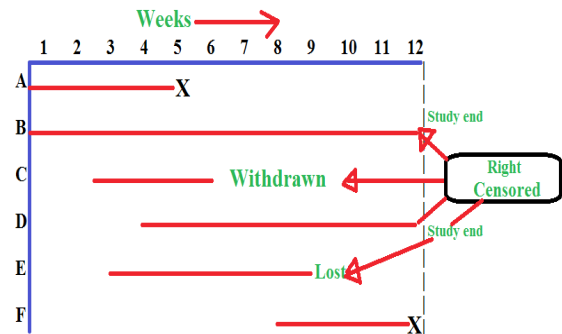 Weeks
1 2 3 4 5 6 7 8 9 10 11 12
A X
B Study end
C Withdrawn
Right
Censored
D Study end
E Lost
F X